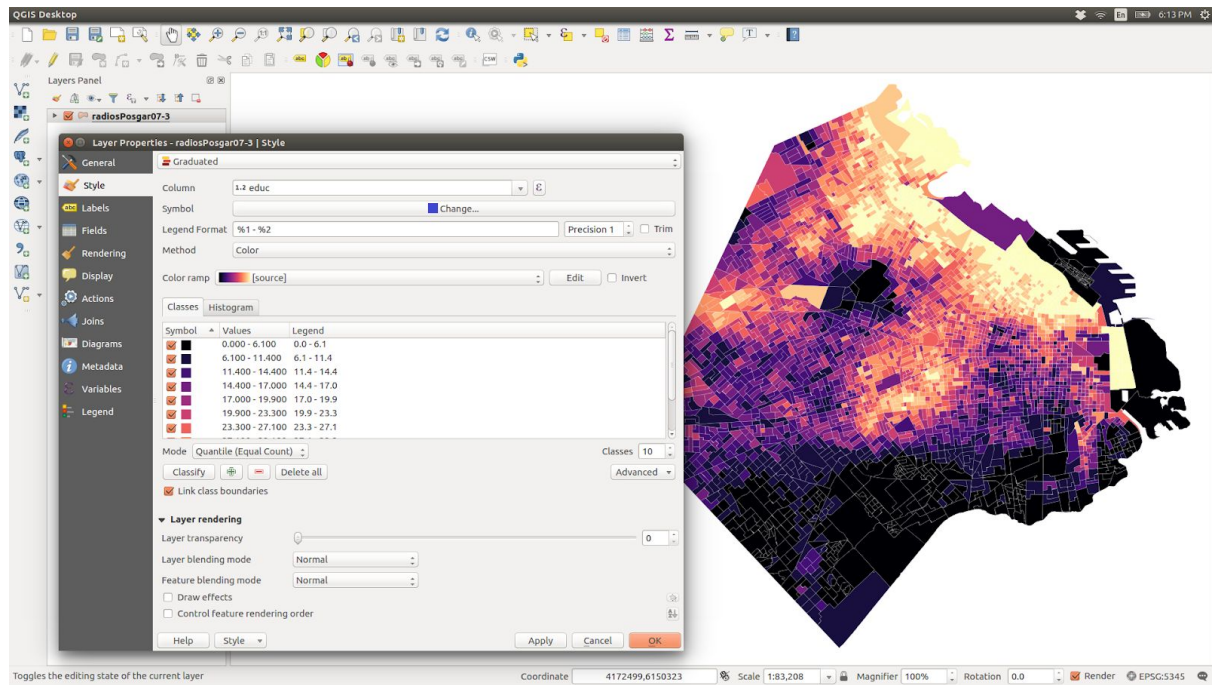 QGIS Desktop
En
6:13 PM
Layers Panel
radiosPosgar07-3
Layer Properties - radiosPosgar07-3 | Style
General
Style
Labels
Fields
Rendering
Display
Actions
Joins
Diagrams
Metadata
Variables
Legend
Graduated
Column 1.2 educ ε
Symbol Change...
Legend Format %1 - %2 Precision 1 Trim
Method Color
Color ramp [source] Edit Invert
Classes Histogram
Symbol Values Legend
0.000 - 6.100 0.0 - 6.1
6.100 - 11.400 6.1 - 11.4
11.400 - 14.400 11.4 - 14.4
14.400 - 17.000 14.4 - 17.0
17.000 - 19.900 17.0 - 19.9
19.900 - 23.300 19.9 - 23.3
23.300 - 27.100 23.3 - 27.1
Mode Quantile (Equal Count) Classes 10
Classify Delete all Advanced
Link class boundaries
Layer rendering
Layer transparency 0
Layer blending mode Normal
Feature blending mode Normal
Draw effects
Control feature rendering order
Help Style Apply Cancel OK
Toggles the editing state of the current layer Coordinate 4172499,6150323 Scale 1:83,208 Magnifier 100% Rotation 0.0 Render EPSG:5345